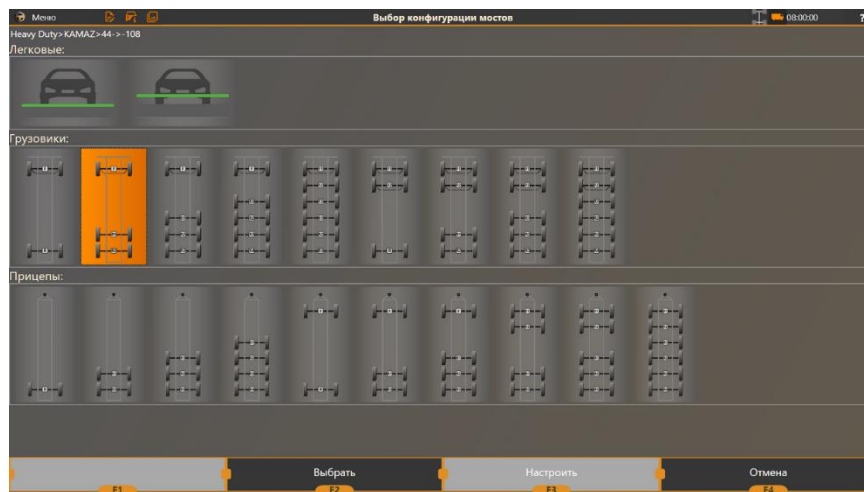 Меню
Выбор конфигурации мостов
08:00:00
?
Heavy Duty>KAMAZ>44->-108
Легковые:
Грузовики:
Прицепы:
Выбрать
Настроить
Отмена
F1
F2
F3
F4